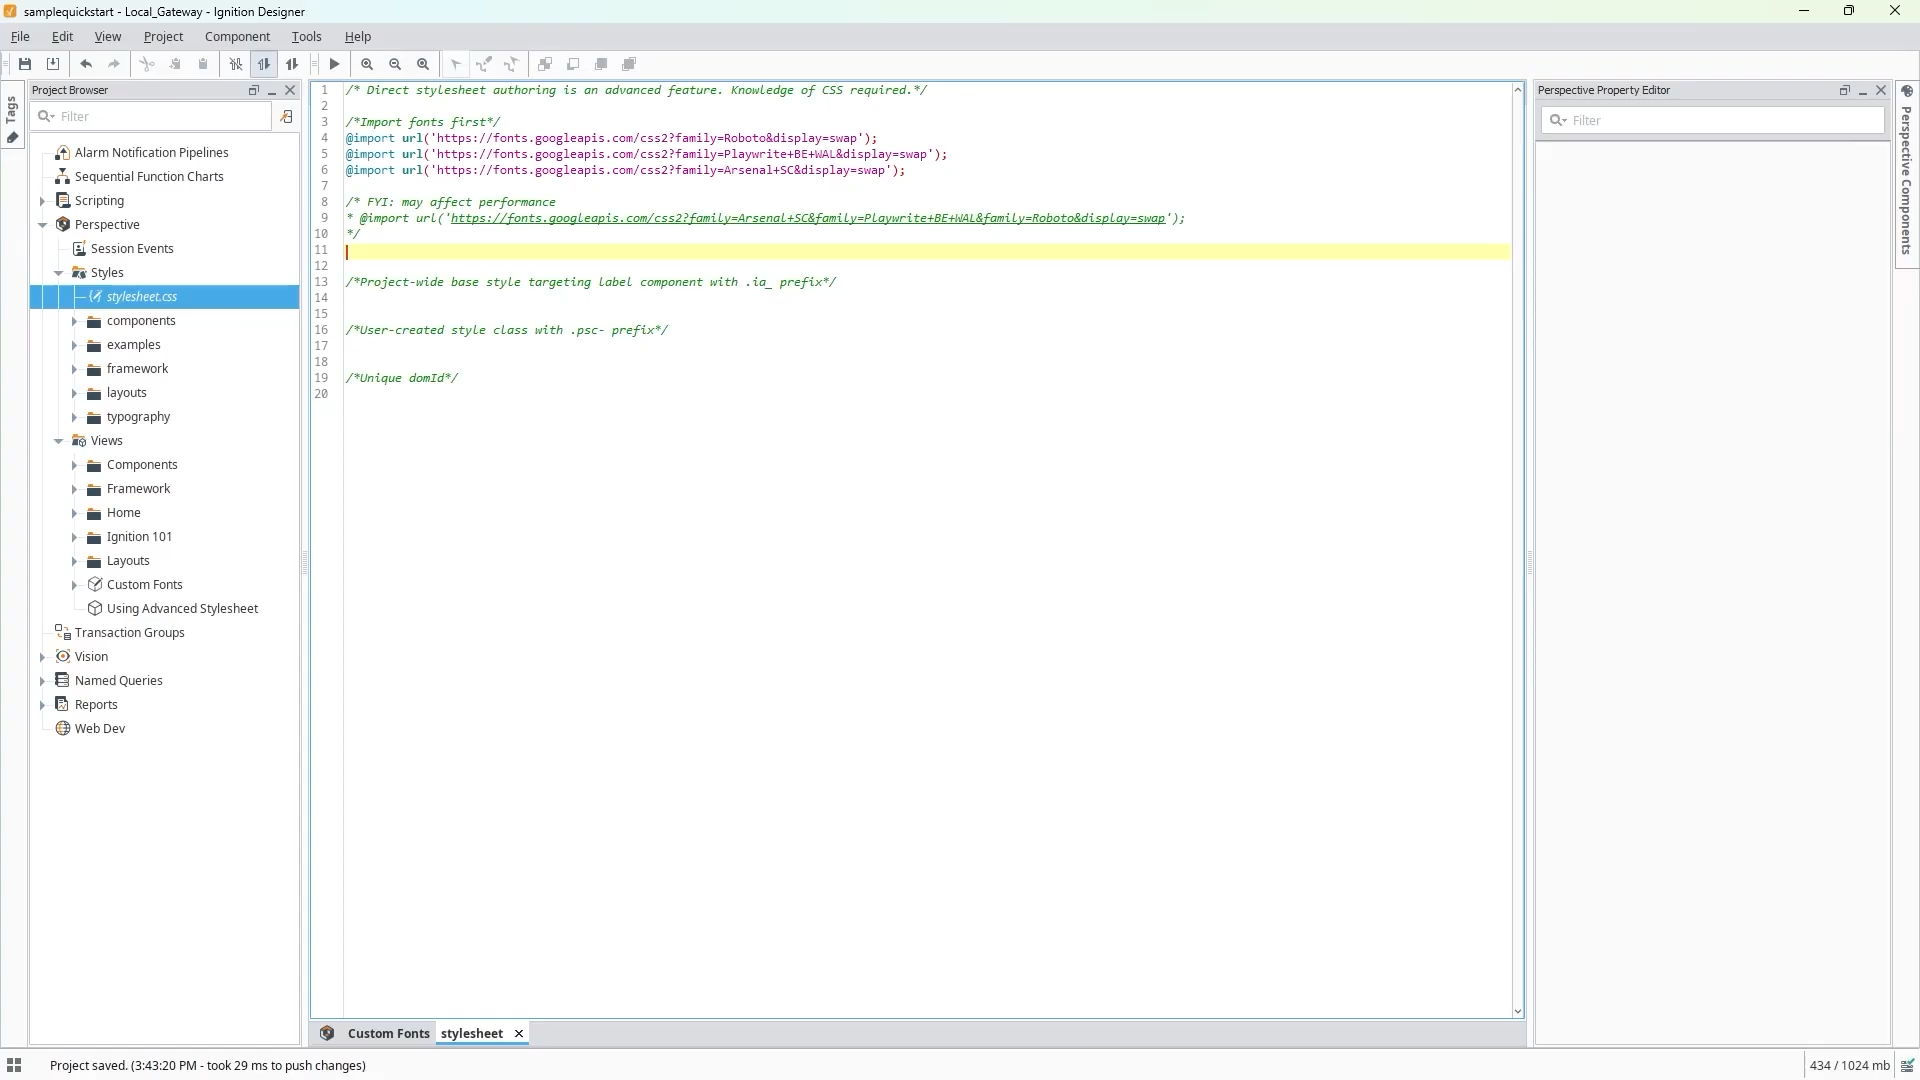 samplequickstart - Local_Gateway - Ignition Designer
File Edit View Project Component Tools Help
Tags
Project Browser
Filter
Alarm Notification Pipelines
Sequential Function Charts
Scripting
Perspective
Session Events
Styles
stylesheet.css
components
examples
framework
layouts
typography
Views
Components
Framework
Home
Ignition 101
Layouts
Custom Fonts
Using Advanced Stylesheet
Transaction Groups
Vision
Named Queries
Reports
Web Dev
1 /* Direct stylesheet authoring is an advanced feature. Knowledge of CSS required.*/
2
3 /*Import fonts first*/
4 @import url('https://fonts.googleapis.com/css2?family=Roboto&display=swap');
5 @import url('https://fonts.googleapis.com/css2?family=Playwrite+BE+WAL&display=swap');
6 @import url('https://fonts.googleapis.com/css2?family=Arsenal+SC&display=swap');
7
8 /* FYI: may affect performance
9 * @import url('https://fonts.googleapis.com/css2?family=Arsenal+SC&family=Playwrite+BE+WAL&family=Roboto&display=swap');
10 */
11
12
13 /*Project-wide base style targeting label component with .ia_ prefix*/
14
15
16 /*User-created style class with .psc- prefix*/
17
18
19 /*Unique domId*/
20
Custom Fonts stylesheet
Perspective Property Editor
Filter
Perspective Components
Project saved. (3:43:20 PM - took 29 ms to push changes)
434 / 1024 mb